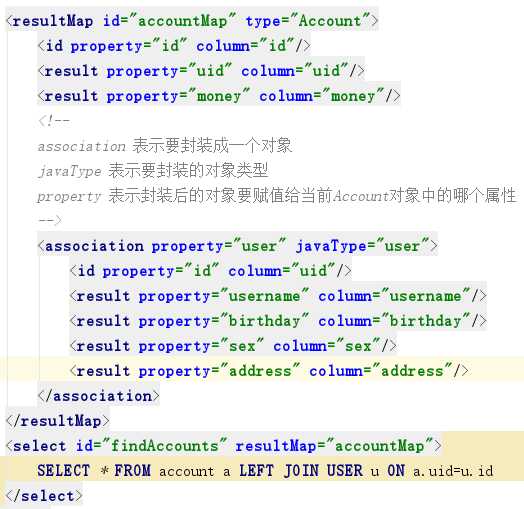 <resultMap id="accountMap" type="Account">
<id property="id" column="id"/>
<result property="uid" column="uid"/>
<result property="money" column="money"/>
<!--
association 表示要封装成一个对象
javaType 表示要封装的对象类型
property 表示封装后的对象要赋值给当前Account对象中的哪个属性
-->
<association property="user" javaType="user">
<id property="id" column="uid"/>
<result property="username" column="username"/>
<result property="birthday" column="birthday"/>
<result property="sex" column="sex"/>
<result property="address" column="address"/>
</association>
</resultMap>
<select id="findAccounts" resultMap="accountMap">
SELECT * FROM account a LEFT JOIN USER u ON a.uid=u.id
</select>